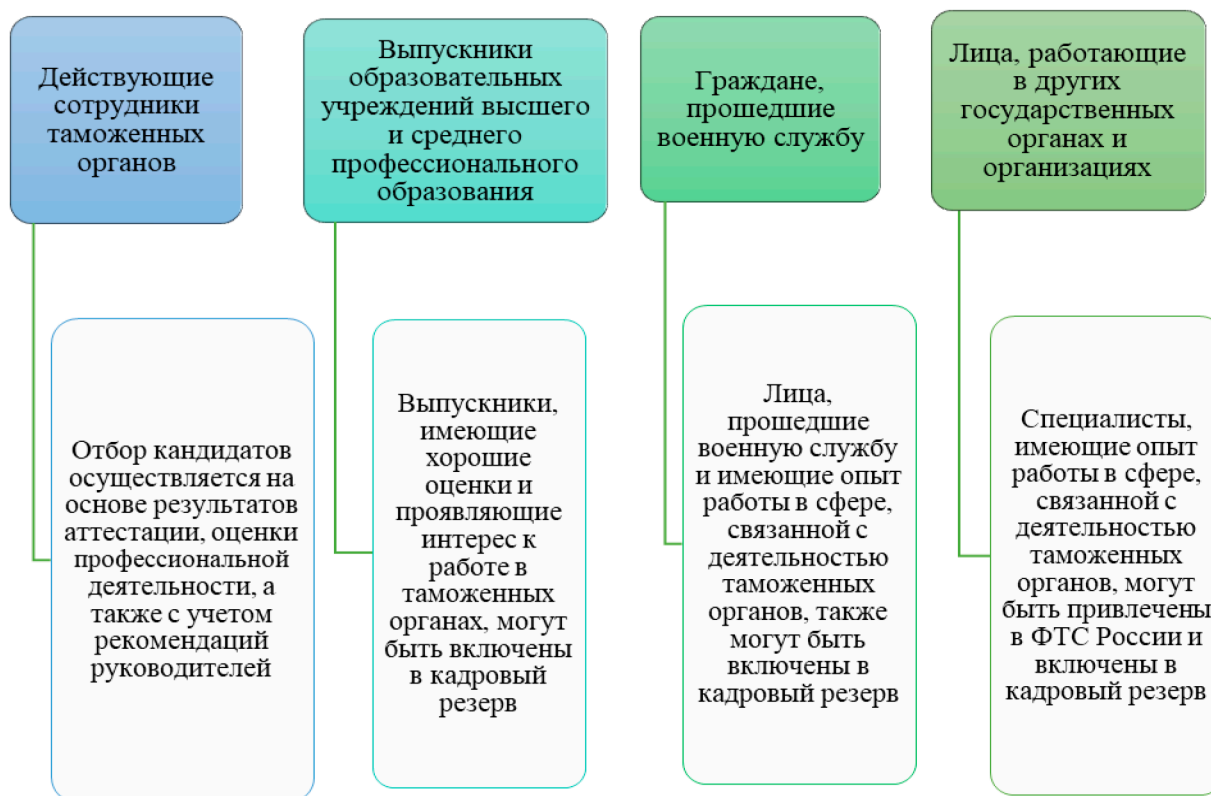 Действующие
сотрудники
таможенных
органов
Выпускники
образовательных
учреждений высшего
и среднего
профессионального
образования
Граждане,
прошедшие
военную службу
Лица, работающие
в других
государственных
органах и
организациях
Отбор кандидатов
осуществляется на
основе результатов
аттестации, оценки
профессиональной
деятельности, а
также с учетом
рекомендаций
руководителей
Выпускники,
имеющие
хорошие
оценки и
проявляющие
интерес к
работе в
таможенных
органах, могут
быть включены
в кадровый
резерв
Лица,
прошедшие
военную службу
и имеющие опыт
работы в сфере,
связанной с
деятельностью
таможенных
органов, также
могут быть
включены в
кадровый резерв
Специалисты,
имеющие опыт
работы в сфере,
связанной с
деятельностью
таможенных
органов, могут
быть привлечены
в ФТС России и
включены в
кадровый резерв